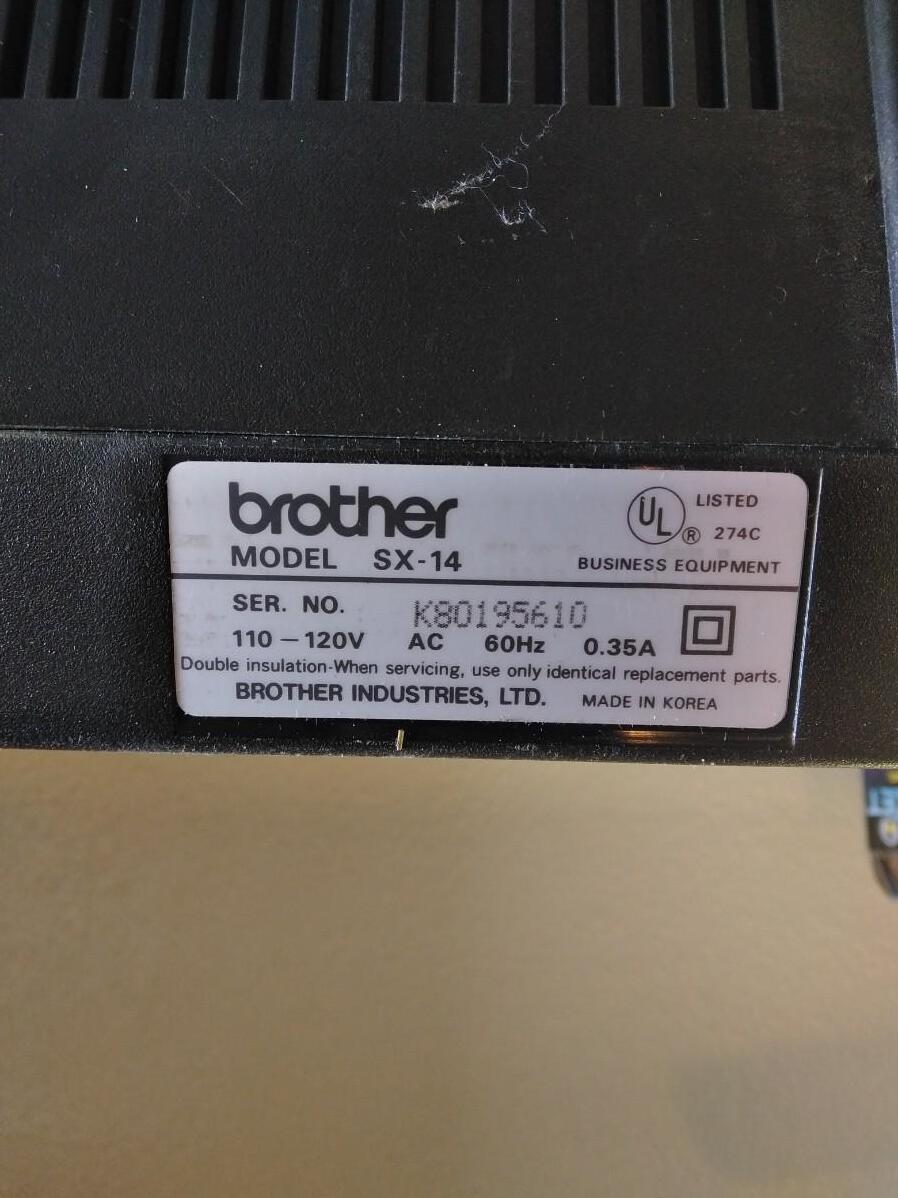 brother
MODEL SX-14
UL ® LISTED
274C
BUSINESS EQUIPMENT
SER. NO. K80195610
110 – 120V AC 60Hz 0.35A
Double insulation-When servicing, use only identical replacement parts.
BROTHER INDUSTRIES, LTD. MADE IN KOREA